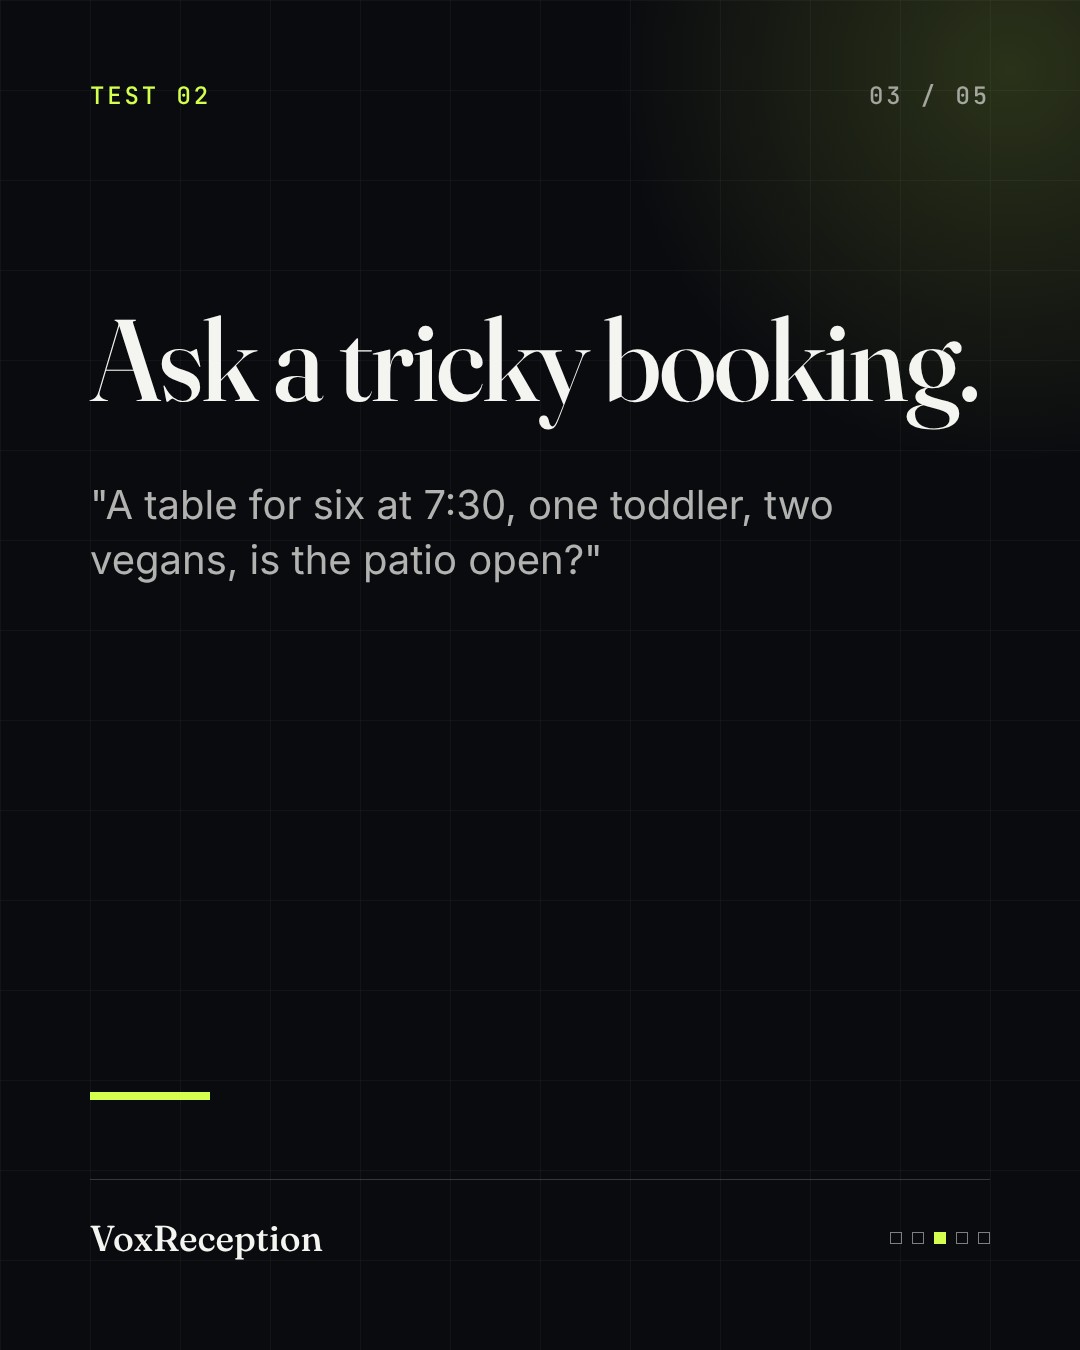 TEST 02
03 / 05
Ask a tricky booking.
"A table for six at 7:30, one toddler, two
vegans, is the patio open?"
VoxReception